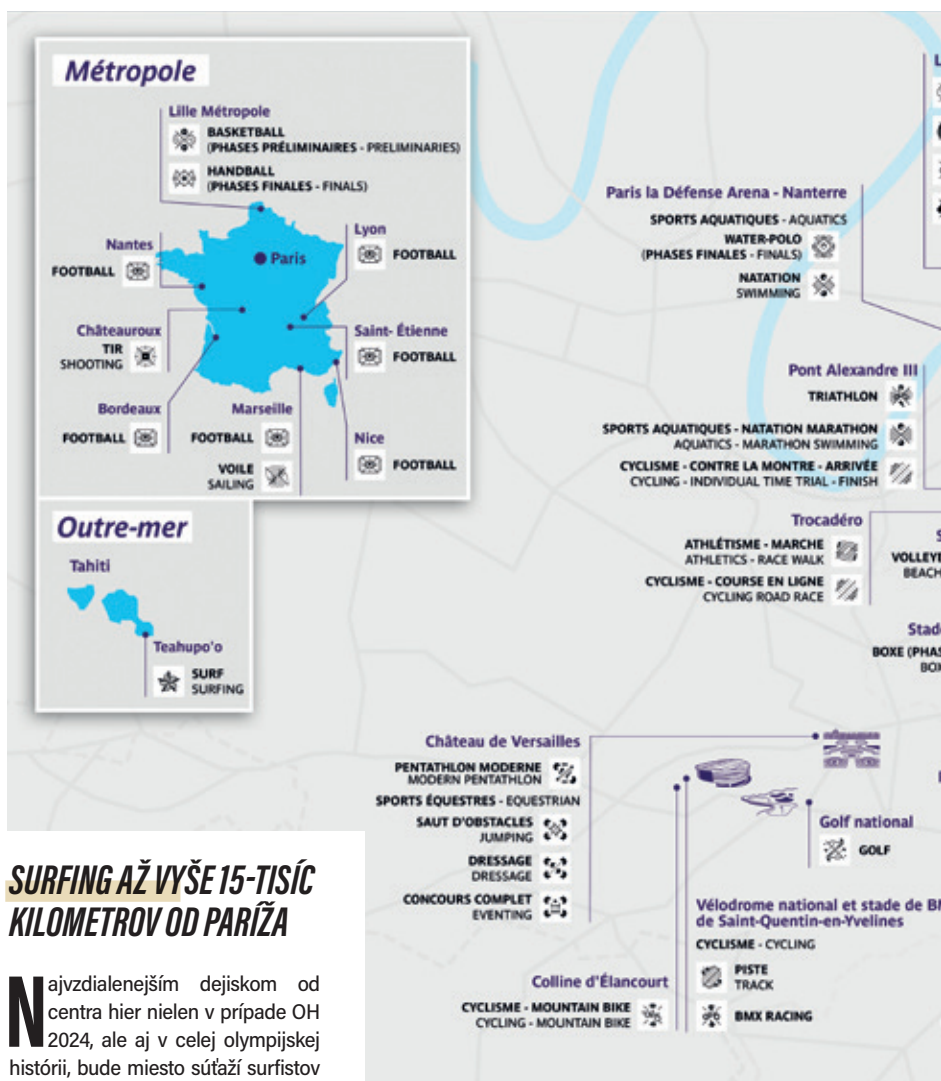 Métropole
Lille Métropole
BASKETBALL
(PHASES PRÉLIMINAIRES - PRELIMINARIES)
HANDBALL
(PHASES FINALES - FINALS)
Nantes
FOOTBALL
Lyon
FOOTBALL
Paris
Châteauroux
TIR
SHOOTING
Saint- Étienne
FOOTBALL
Bordeaux
FOOTBALL
Marseille
FOOTBALL
VOILE
SAILING
Nice
FOOTBALL
Outre-mer
Tahiti
Teahupo'o
SURF
SURFING
Paris la Défense Arena - Nanterre
SPORTS AQUATIQUES - AQUATICS
WATER-POLO
(PHASES FINALES - FINALS)
NATATION
SWIMMING
Pont Alexandre III
TRIATHLON
SPORTS AQUATIQUES - NATATION MARATHON
AQUATICS - MARATHON SWIMMING
CYCLISME - CONTRE LA MONTRE - ARRIVÉE
CYCLING - INDIVIDUAL TIME TRIAL - FINISH
Trocadéro
ATHLÉTISME - MARCHE
ATHLETICS - RACE WALK
CYCLISME - COURSE EN LIGNE
CYCLING ROAD RACE
BEACH
BOXE (PHAS
Château de Versailles
PENTATHLON MODERNE
MODERN PENTATHLON
SPORTS ÉQUESTRES - EQUESTRIAN
SAUT D'OBSTACLES
JUMPING
DRESSAGE
DRESSAGE
CONCOURS COMPLET
EVENTING
Golf national
GOLF
Vélodrome national et stade de BM
de Saint-Quentin-en-Yvelines
CYCLISME - CYCLING
PISTE
TRACK
BMX RACING
Colline d'Élancourt
CYCLISME - MOUNTAIN BIKE
CYCLING - MOUNTAIN BIKE
SURFING AŽ VYŠE 15-TISÍC
KILOMETROV OD PARÍŽA
Najvzdialenejším dejiskom od
centra hier nielen v prípade OH
2024, ale aj v celej olympijskej
histórii, bude miesto súťaží surfistov